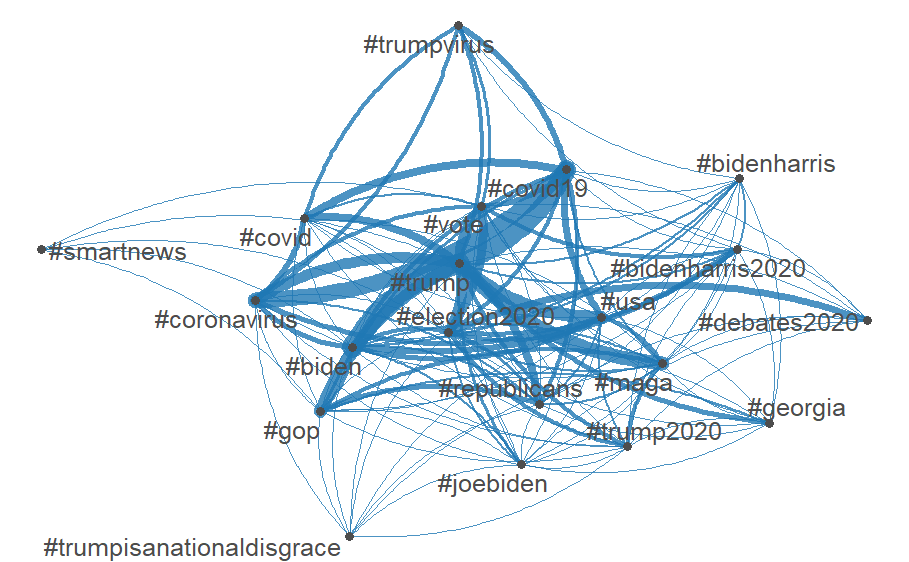 #trumpvirus
#bidenharris
#covid19
#vote
#covid
#smartnews
#bidenharris2020
#trump
#usa
#coronavirus
#election2020
#debates2020
#biden
#maga
#republicans
#georgia
#gop
#trump2020
#joebiden
#trumpisanationaldisgrace